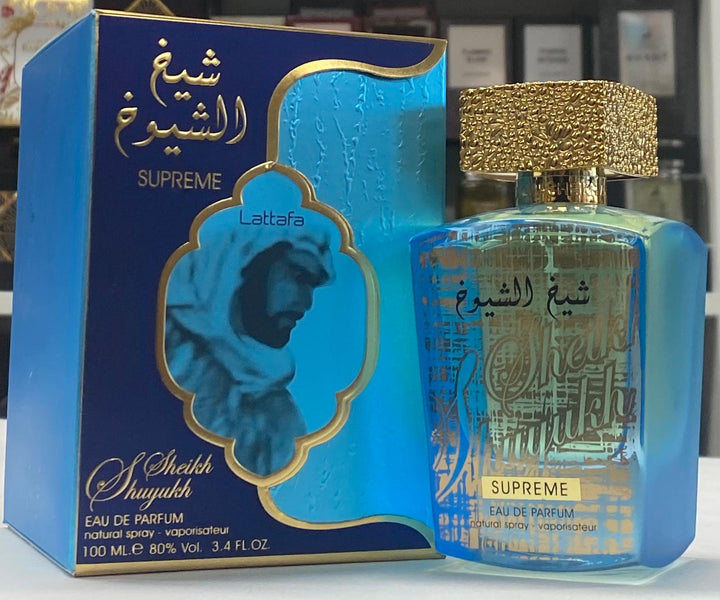 شيخ
الشيوخ
SUPREME
Lattafa
Sheikh
Shuyukh
EAU DE PARFUM
natural spray - vaporisateur
100 ML.e 80% Vol. 3.4 FL.OZ.
شيخ الشيوخ
Sheikh
Shuyukh
SUPREME
EAU DE PARFUM
natural spray - vaporisateur